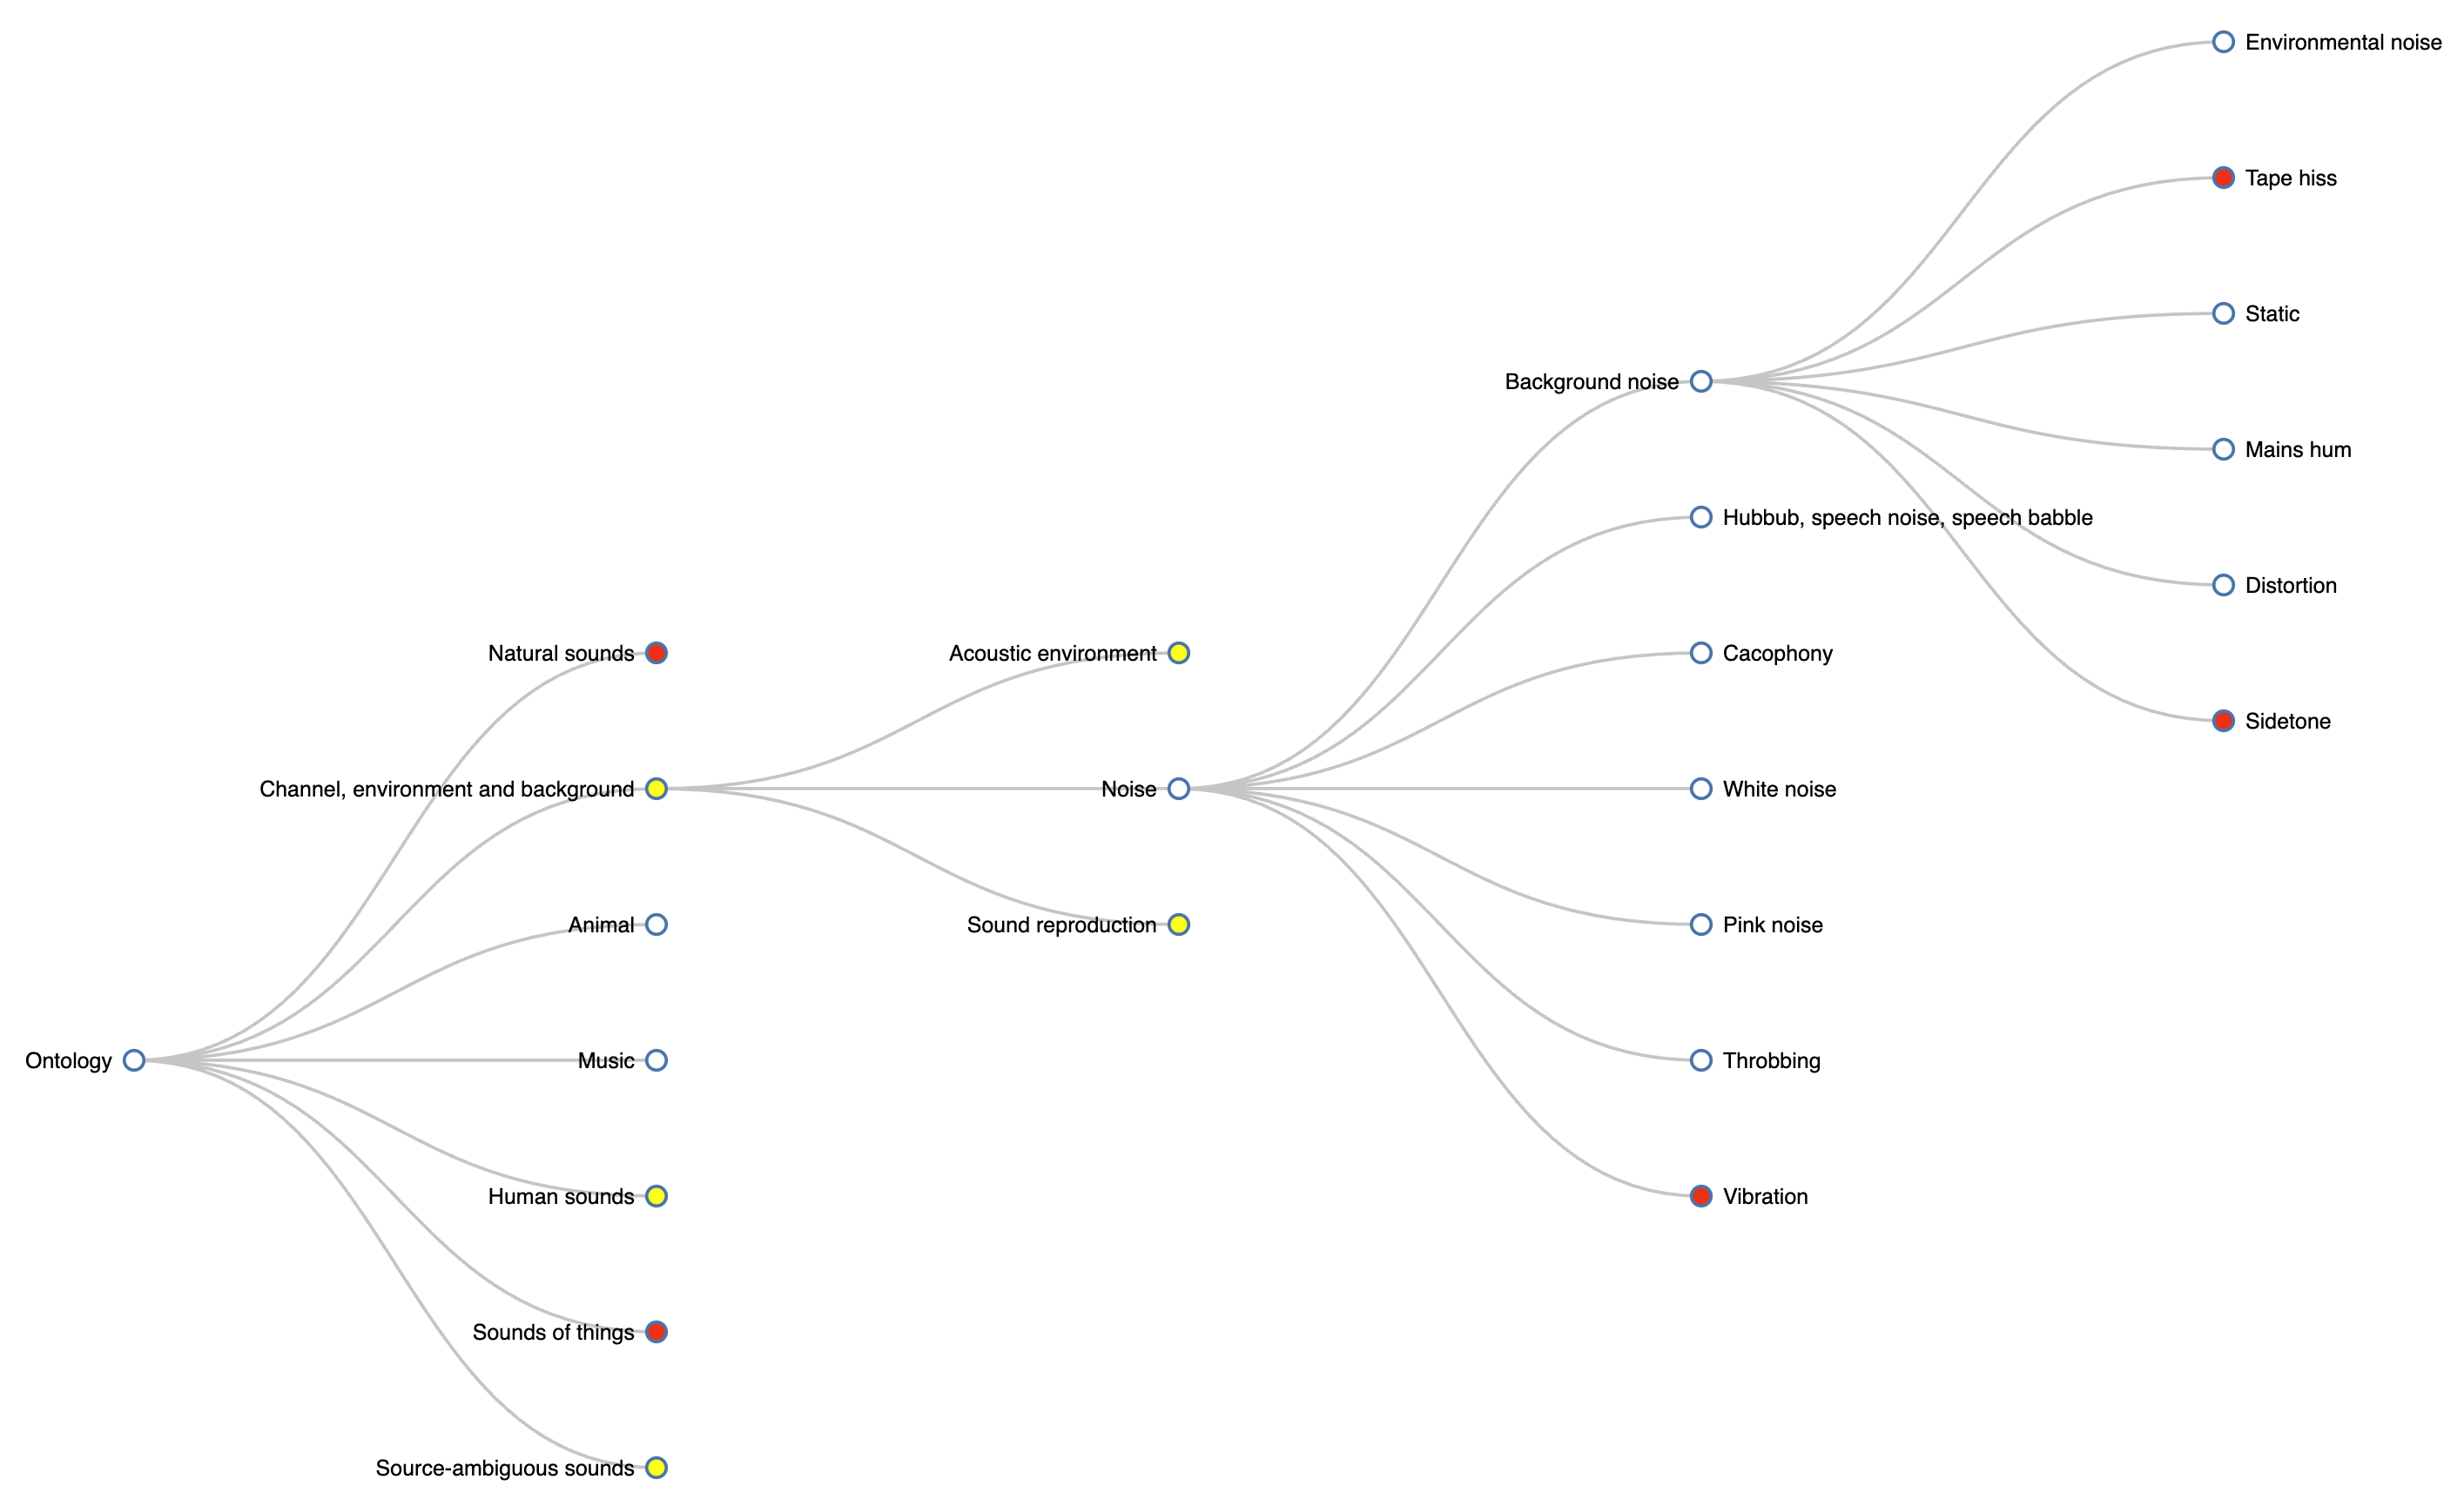 Environmental noise
Tape hiss
Static
Background noise
Mains hum
Hubbub, speech noise, speech babble
Distortion
Natural sounds
Acoustic environment
Cacophony
Sidetone
Channel, environment and background
Noise
White noise
Animal
Sound reproduction
Pink noise
Ontology
Music
Throbbing
Human sounds
Vibration
Sounds of things
Source-ambiguous sounds